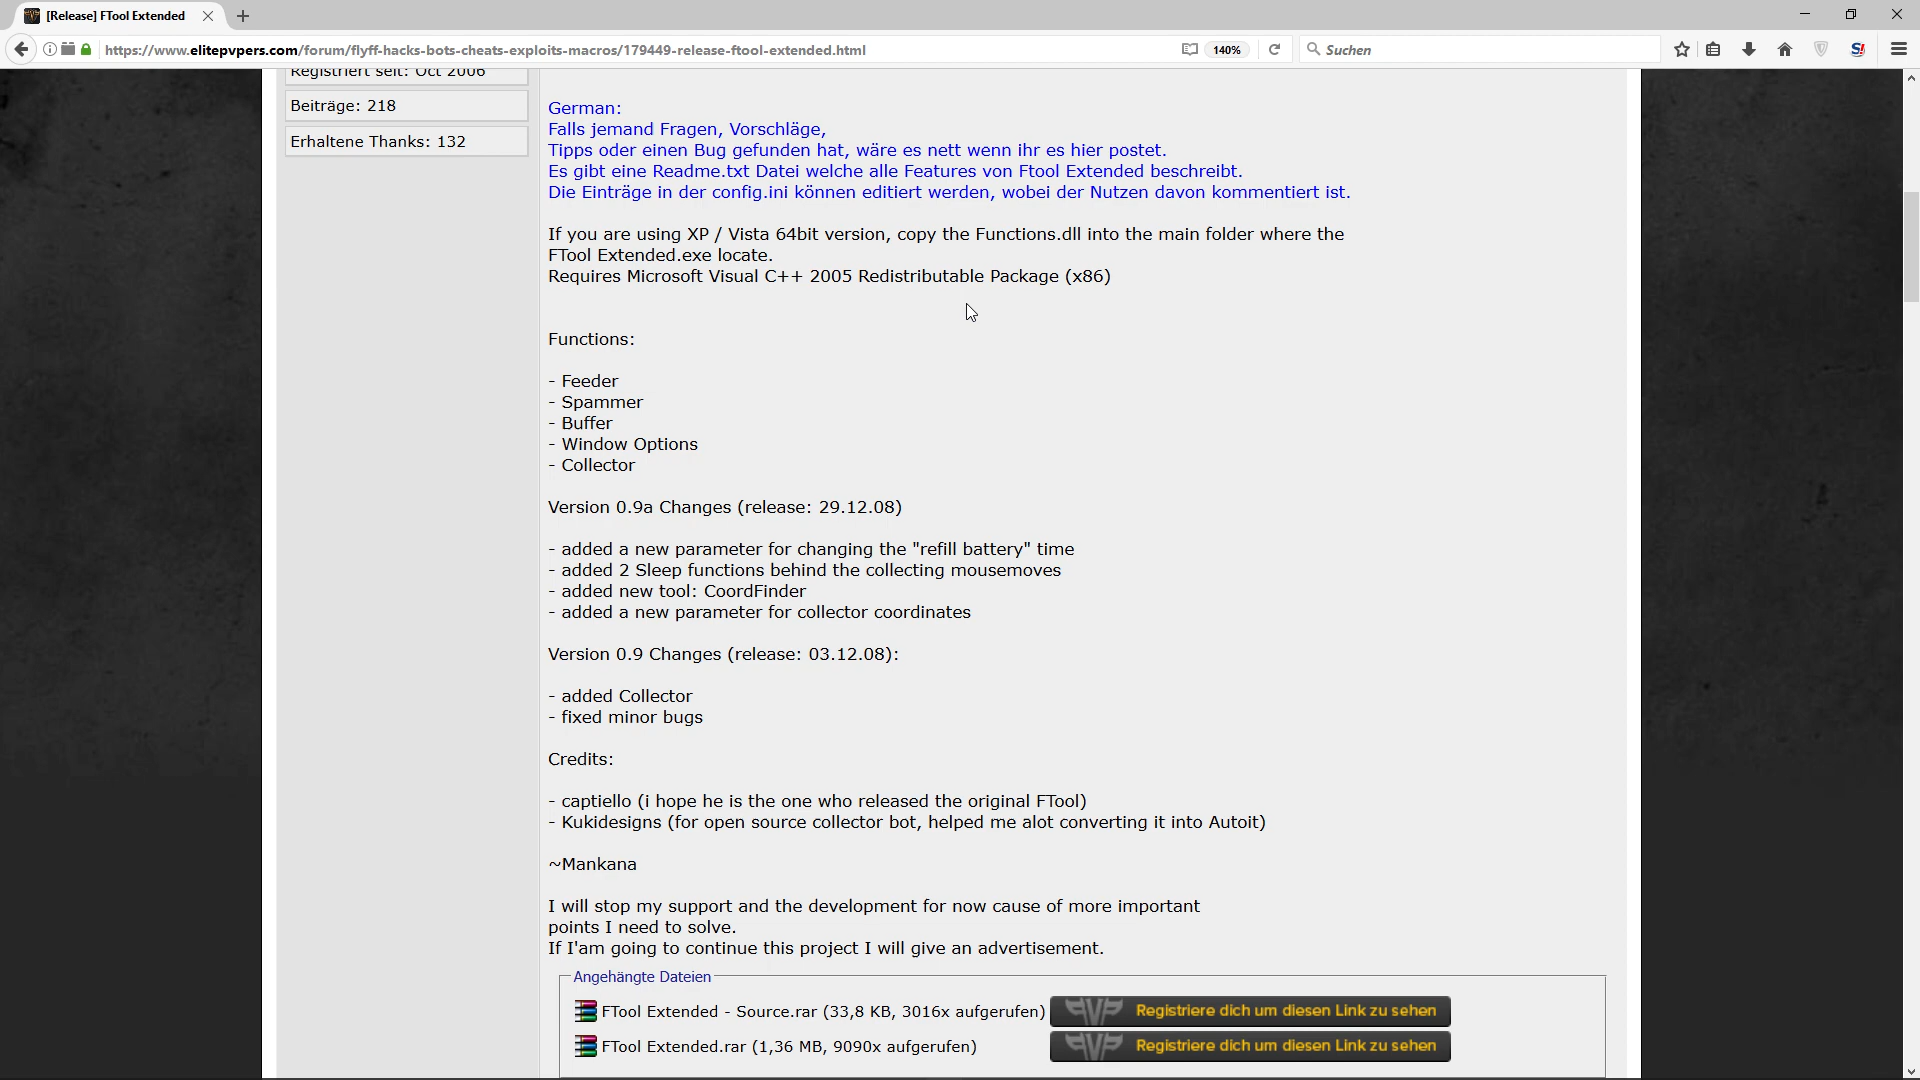 [Release] FTool Extended
https://www.elitepvpers.com/forum/flyff-hacks-bots-cheats-exploits-macros/179449-release-ftool-extended.html
140%
Suchen
Registriert seit: Oct 2006
Beiträge: 218
Erhaltene Thanks: 132
German:
Falls jemand Fragen, Vorschläge,
Tipps oder einen Bug gefunden hat, wäre es nett wenn ihr es hier postet.
Es gibt eine Readme.txt Datei welche alle Features von Ftool Extended beschreibt.
Die Einträge in der config.ini können editiert werden, wobei der Nutzen davon kommentiert ist.
If you are using XP / Vista 64bit version, copy the Functions.dll into the main folder where the
FTool Extended.exe locate.
Requires Microsoft Visual C++ 2005 Redistributable Package (x86)
Functions:
- Feeder
- Spammer
- Buffer
- Window Options
- Collector
Version 0.9a Changes (release: 29.12.08)
- added a new parameter for changing the "refill battery" time
- added 2 Sleep functions behind the collecting mousemoves
- added new tool: CoordFinder
- added a new parameter for collector coordinates
Version 0.9 Changes (release: 03.12.08):
- added Collector
- fixed minor bugs
Credits:
- captiello (i hope he is the one who released the original FTool)
- Kukidesigns (for open source collector bot, helped me alot converting it into Autoit)
~Mankana
I will stop my support and the development for now cause of more important
points I need to solve.
If I'am going to continue this project I will give an advertisement.
Angehängte Dateien
FTool Extended - Source.rar (33,8 KB, 3016x aufgerufen) Registriere dich um diesen Link zu sehen
FTool Extended.rar (1,36 MB, 9090x aufgerufen) Registriere dich um diesen Link zu sehen